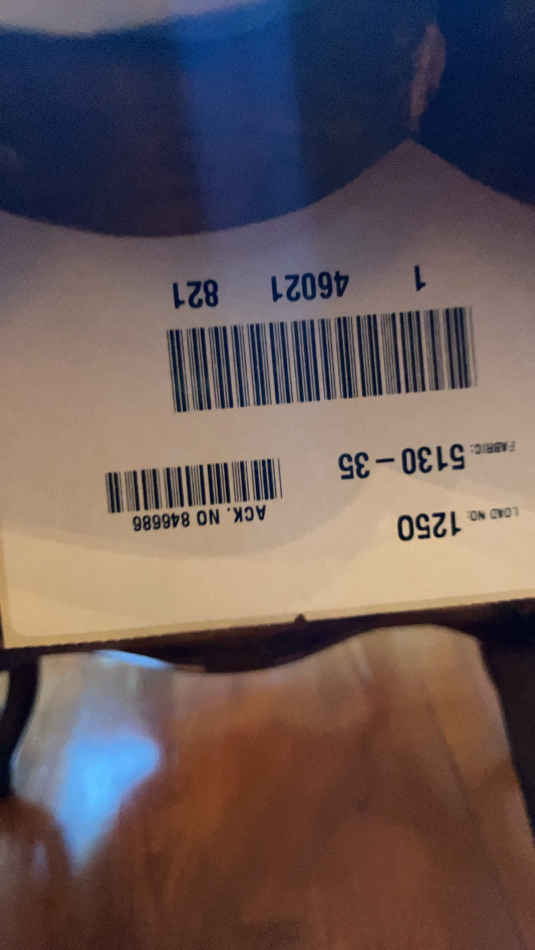 LOAD NO: 1250
ACK. NO 846686
FABRIC: 5130-35
1 46021 821